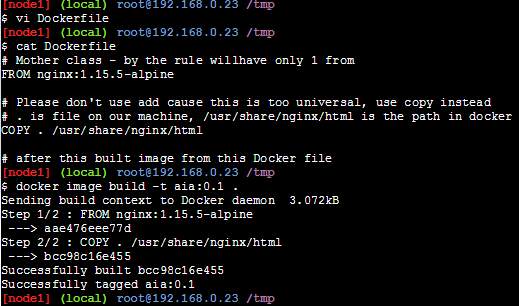 [node1] (local) root@192.168.0.23 /tmp
$ vi Dockerfile
[node1] (local) root@192.168.0.23 /tmp
$ cat Dockerfile
# Mother class - by the rule willhave only 1 from
FROM nginx:1.15.5-alpine
# Please don't use add cause this is too universal, use copy instead
# . is file on our machine, /usr/share/nginx/html is the path in docker
COPY . /usr/share/nginx/html
# after this built image from this Docker file
[node1] (local) root@192.168.0.23 /tmp
$ docker image build -t aia:0.1 .
Sending build context to Docker daemon  3.072kB
Step 1/2 : FROM nginx:1.15.5-alpine
 ---> aae476eee77d
Step 2/2 : COPY . /usr/share/nginx/html
 ---> bcc98c16e455
Successfully built bcc98c16e455
Successfully tagged aia:0.1
[node1] (local) root@192.168.0.23 /tmp